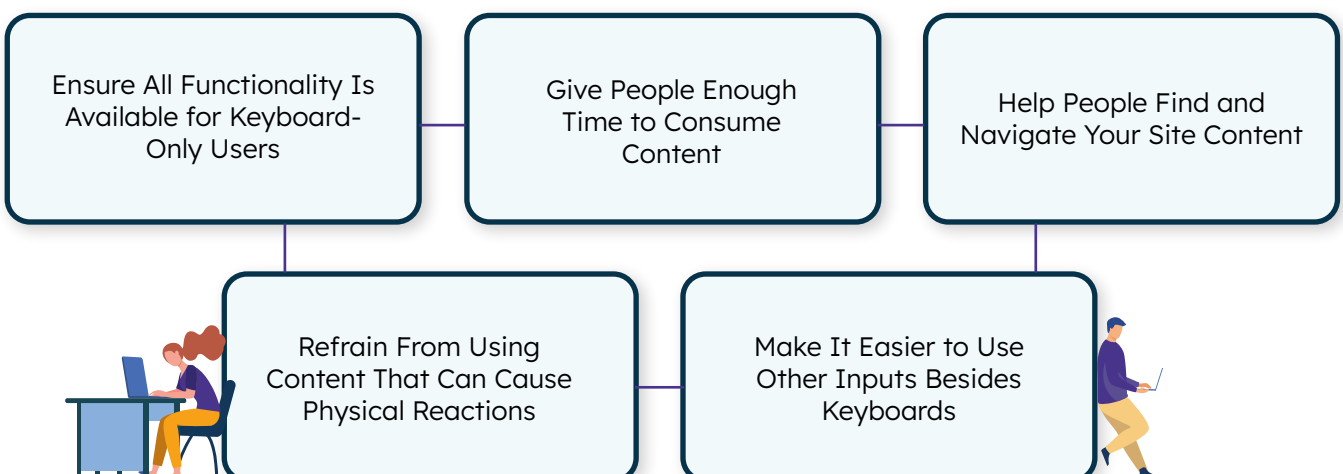 Ensure All Functionality Is
Available for Keyboard-
Only Users
Give People Enough
Time to Consume
Content
Help People Find and
Navigate Your Site Content
Refrain From Using
Content That Can Cause
Physical Reactions
Make It Easier to Use
Other Inputs Besides
Keyboards